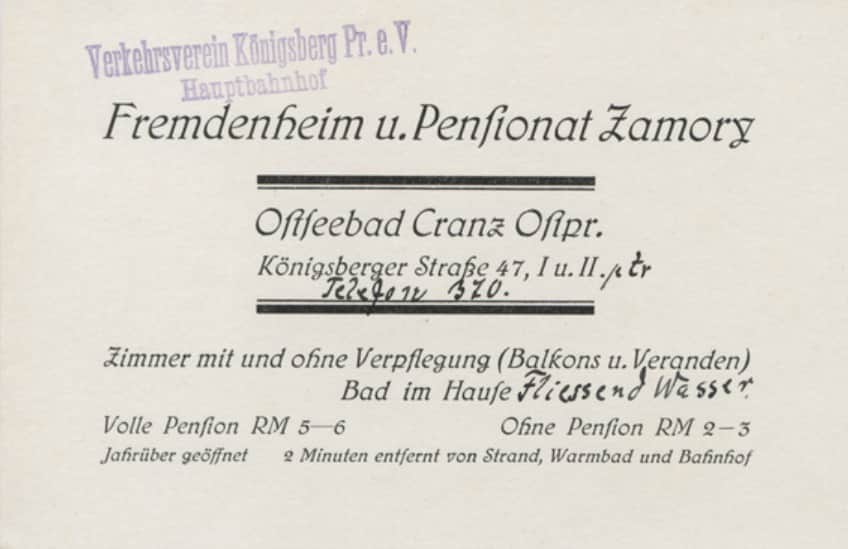 Verkehrsverein Königsberg Pr. e. V.
Hauptbahnhof
Fremdenheim u. Penſionat Zamory
Oſtſeebad Cranz Oſtpr.
Königsberger Straße 47, I u. II. ptr
Telefon 370.
Zimmer mit und ohne Verpflegung (Balkons u. Veranden)
Bad im Hauſe Fliessend Wasser.
Volle Penſion RM 5—6 Ohne Penſion RM 2—3
Jahrüber geöffnet 2 Minuten entfernt von Strand, Warmbad und Bahnhof